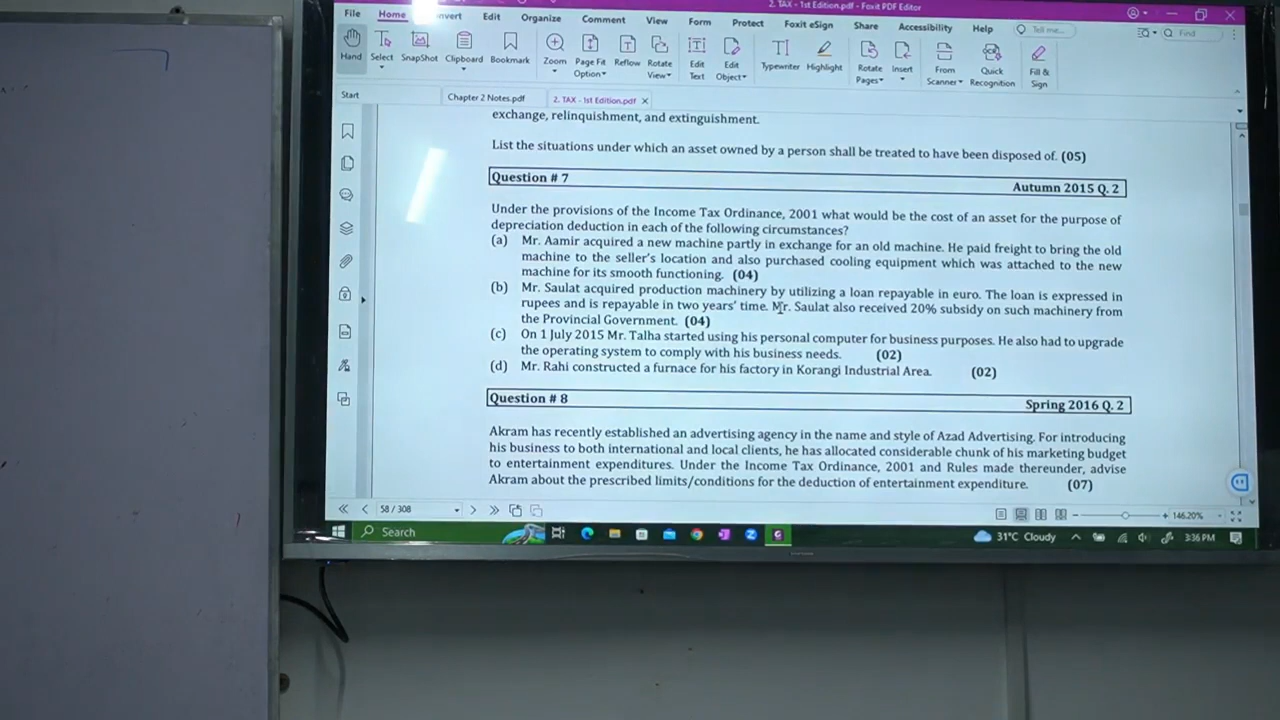 2. TAX - 1st Edition.pdf - Foxit PDF Editor
File Home Convert Edit Organize Comment View Form Protect Foxit eSign Share Accessibility Help Tell me... Find
Hand Select SnapShot Clipboard Bookmark Zoom Page Fit Option Reflow Rotate View Edit Text Edit Object Typewriter Highlight Rotate Pages Insert From Scanner Quick Recognition Fill & Sign
Start Chapter 2 Notes.pdf 2. TAX - 1st Edition.pdf
exchange, relinquishment, and extinguishment.
List the situations under which an asset owned by a person shall be treated to have been disposed of. (05)
Question # 7 Autumn 2015 Q. 2
Under the provisions of the Income Tax Ordinance, 2001 what would be the cost of an asset for the purpose of
depreciation deduction in each of the following circumstances?
(a) Mr. Aamir acquired a new machine partly in exchange for an old machine. He paid freight to bring the old
machine to the seller's location and also purchased cooling equipment which was attached to the new
machine for its smooth functioning. (04)
(b) Mr. Saulat acquired production machinery by utilizing a loan repayable in euro. The loan is expressed in
rupees and is repayable in two years' time. Mr. Saulat also received 20% subsidy on such machinery from
the Provincial Government. (04)
(c) On 1 July 2015 Mr. Talha started using his personal computer for business purposes. He also had to upgrade
the operating system to comply with his business needs. (02)
(d) Mr. Rahi constructed a furnace for his factory in Korangi Industrial Area. (02)
Question # 8 Spring 2016 Q. 2
Akram has recently established an advertising agency in the name and style of Azad Advertising. For introducing
his business to both international and local clients, he has allocated considerable chunk of his marketing budget
to entertainment expenditures. Under the Income Tax Ordinance, 2001 and Rules made thereunder, advise
Akram about the prescribed limits/conditions for the deduction of entertainment expenditure. (07)
58 / 308 146.20%
Search 31°C Cloudy 3:36 PM